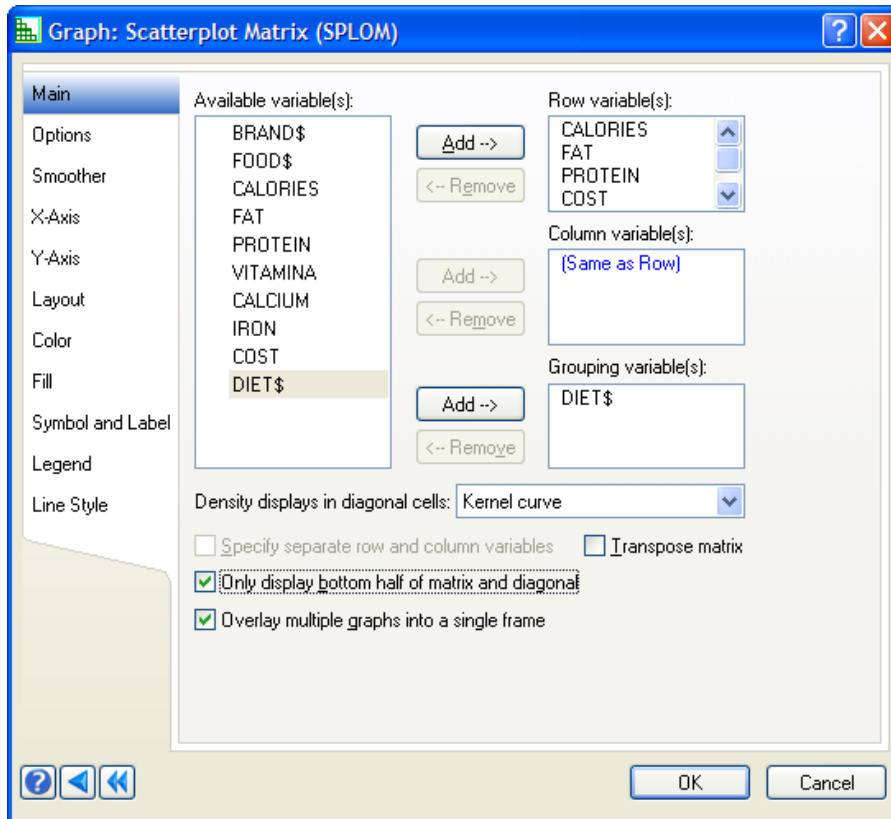 Graph: Scatterplot Matrix (SPLOM)
Main
Options
Smoother
X-Axis
Y-Axis
Layout
Color
Fill
Symbol and Label
Legend
Line Style
Available variable(s):
BRAND$
FOOD$
CALORIES
FAT
PROTEIN
VITAMINA
CALCIUM
IRON
COST
DIET$
Add -->
<-- Remove
Row variable(s):
CALORIES
FAT
PROTEIN
COST
Add -->
<-- Remove
Column variable(s):
(Same as Row)
Add -->
<-- Remove
Grouping variable(s):
DIET$
Density displays in diagonal cells: Kernel curve
Specify separate row and column variables
Transpose matrix
Only display bottom half of matrix and diagonal
Overlay multiple graphs into a single frame
OK
Cancel